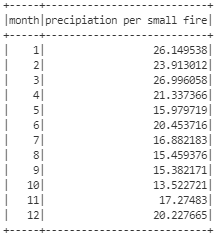 +-----+----------------------------+
|month|precipiation per small fire|
+-----+----------------------------+
|    1|                  26.149538|
|    2|                  23.913012|
|    3|                  26.996058|
|    4|                  21.337366|
|    5|                  15.979719|
|    6|                  20.453716|
|    7|                  16.882183|
|    8|                  15.459376|
|    9|                  15.382171|
|   10|                  13.522721|
|   11|                   17.27483|
|   12|                  20.227665|
+-----+----------------------------+